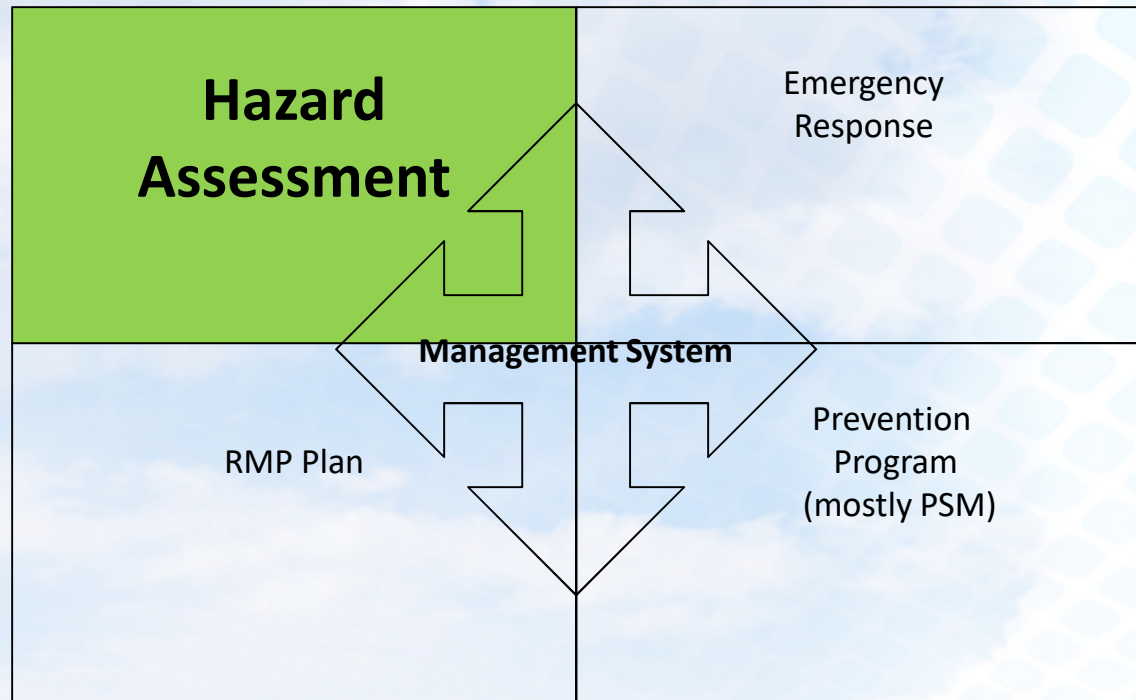 Hazard
Assessment
Emergency
Response
Management System
RMP Plan
Prevention
Program
(mostly PSM)